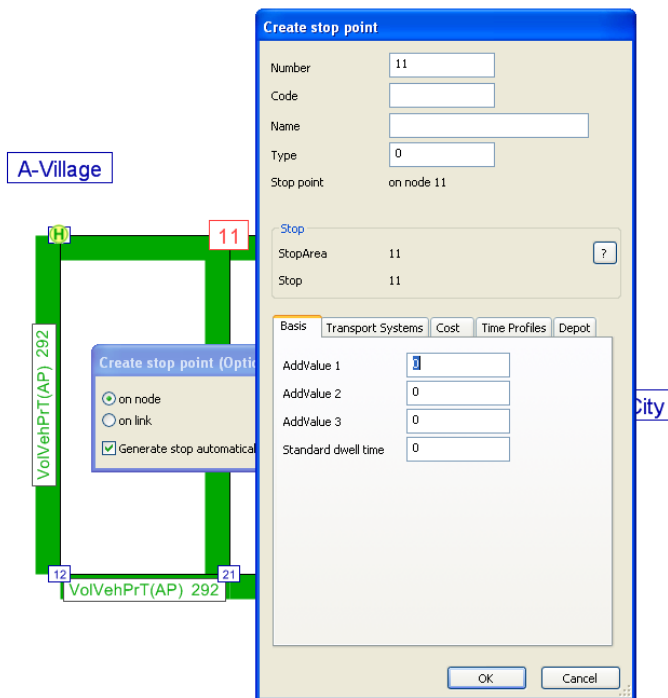 Create stop point
Number 11
Code
Name
Type 0
Stop point on node 11
Stop
StopArea 11 ?
Stop 11
Basis Transport Systems Cost Time Profiles Depot
AddValue 1 0
AddValue 2 0
AddValue 3 0
Standard dwell time 0
OK Cancel
A-Village
H
11
VolVehPrT(AP) 292
Create stop point (Optio
on node
on link
Generate stop automatical
City
12
21
VolVehPrT(AP) 292